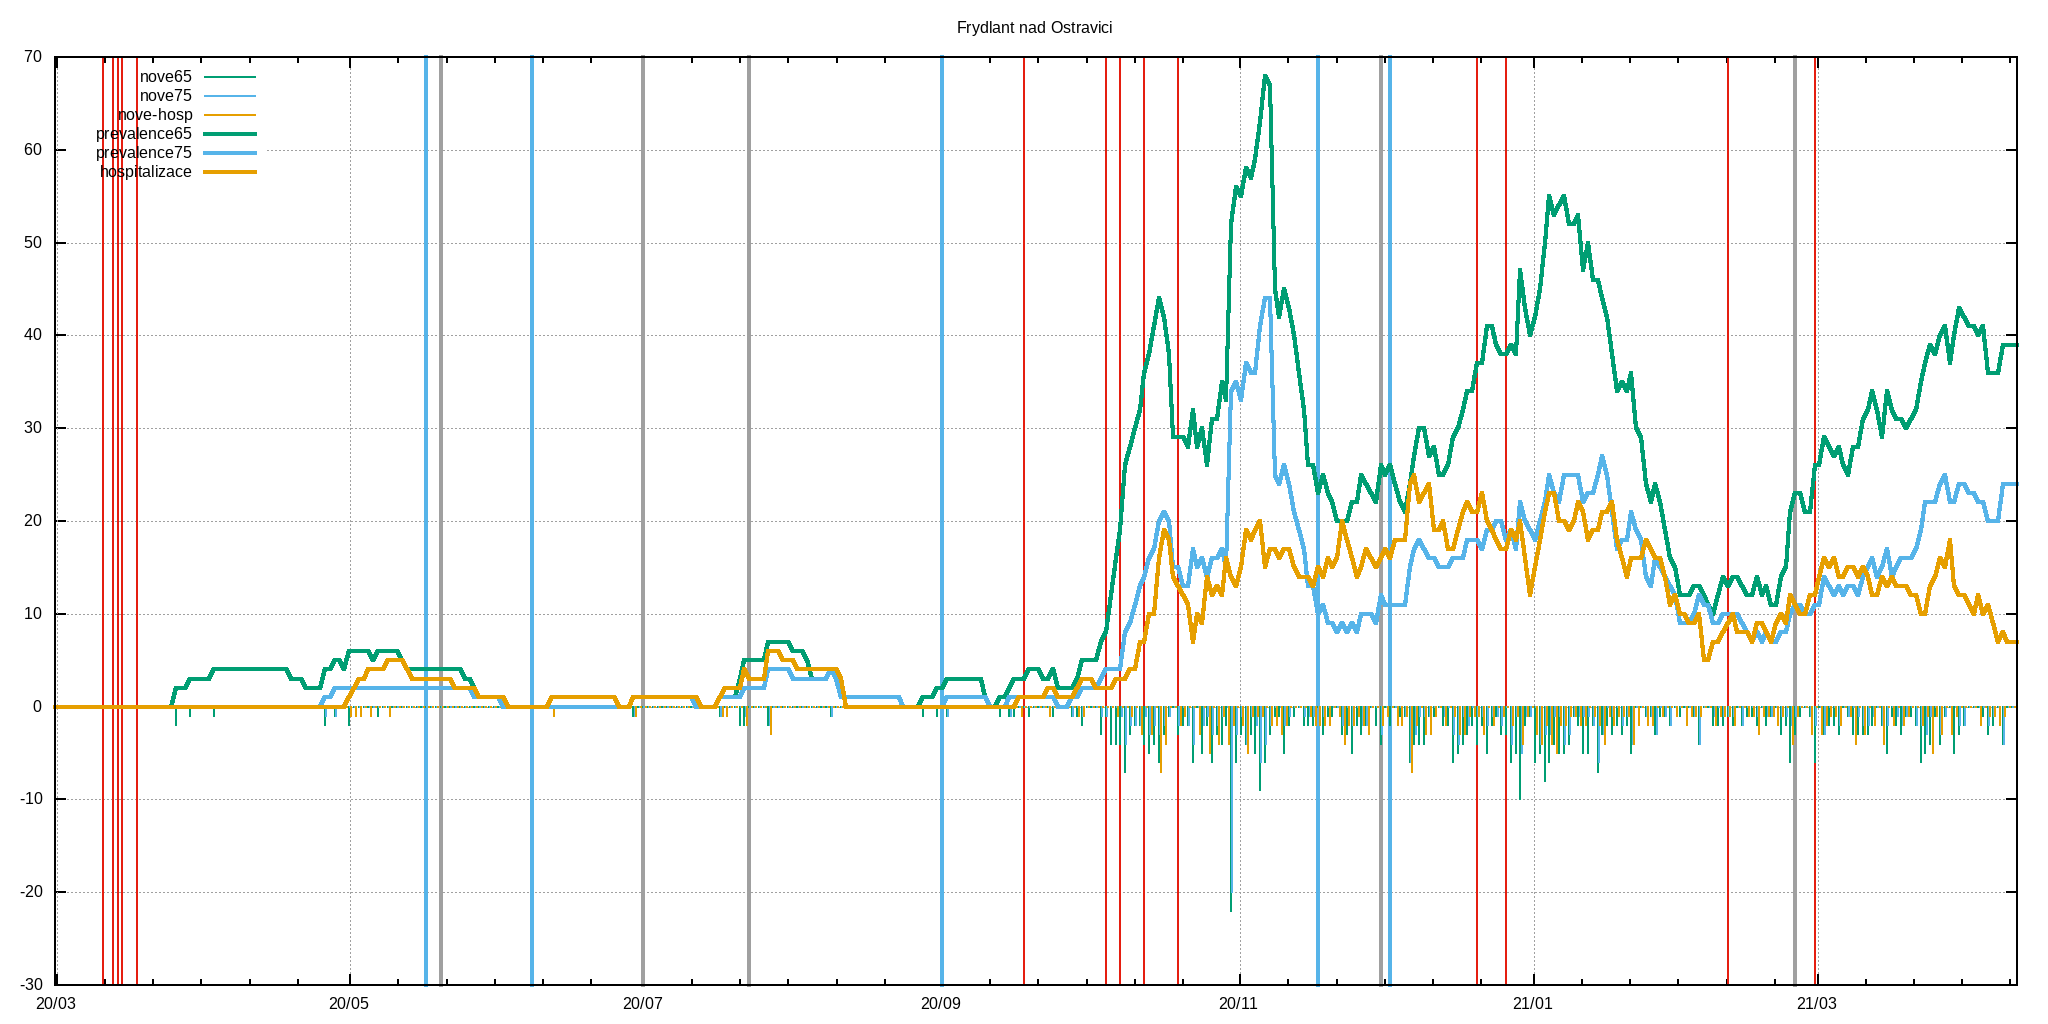 Frydlant nad Ostravici
nove65
nove75
nove-hosp
prevalence65
prevalence75
hospitalizace
70
60
50
40
30
20
10
0
-10
-20
-30
20/03 20/05 20/07 20/09 20/11 21/01 21/03